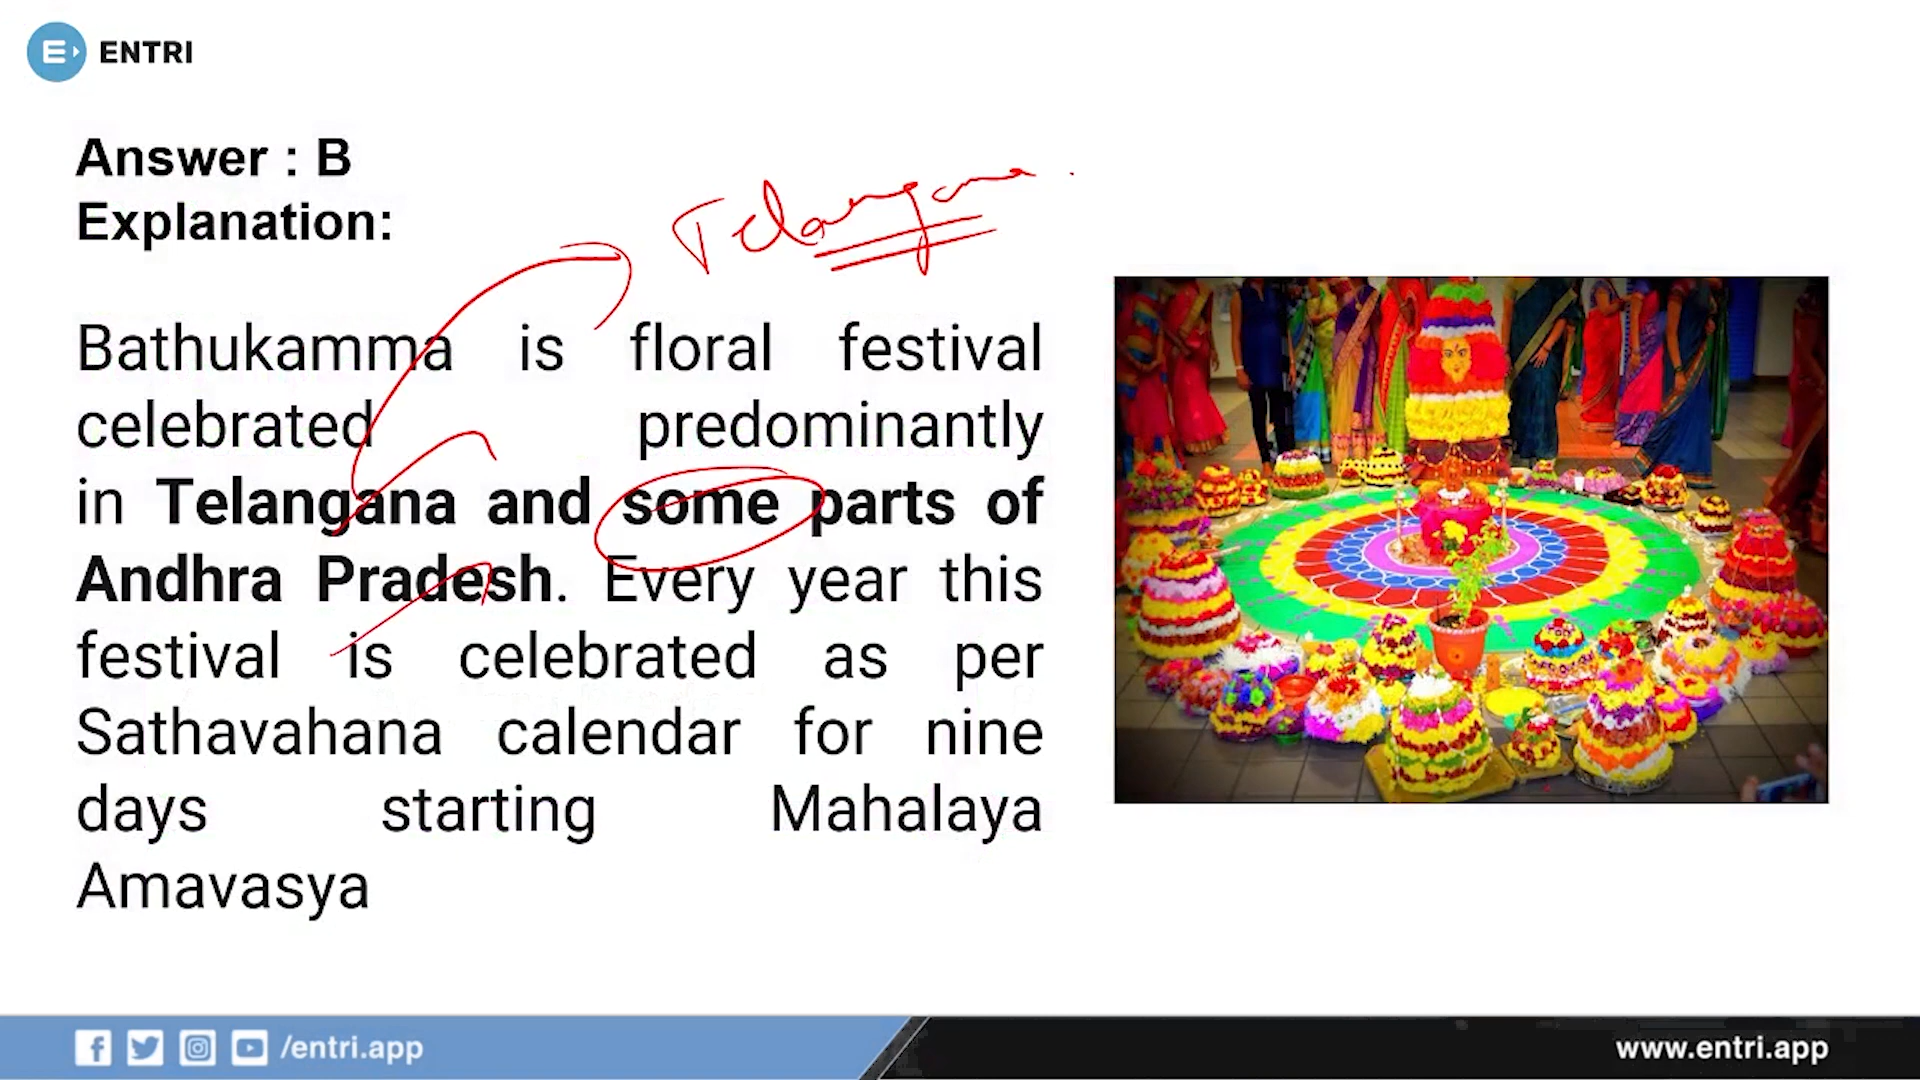 ENTRI
Answer : B
Explanation:
Telangana
Bathukamma is floral festival
celebrated predominantly
in Telangana and some parts of
Andhra Pradesh. Every year this
festival is celebrated as per
Sathavahana calendar for nine
days starting Mahalaya
Amavasya
/entri.app
www.entri.app